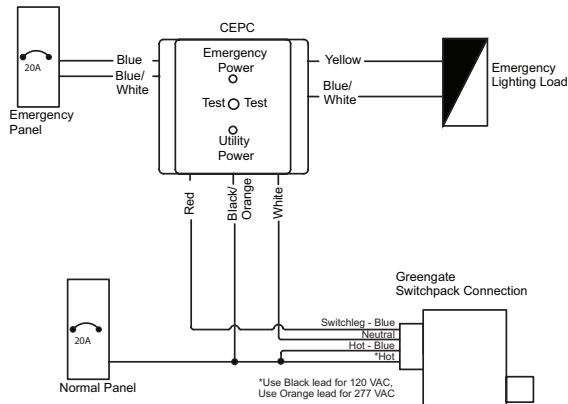 CEPC
20A
Emergency
Panel
Blue
Blue/
White
Emergency
Power
Test
Test
Utility
Power
Yellow
Blue/
White
Emergency
Lighting Load
Red
Black/
Orange
White
Greengate
Switchpack Connection
20A
Normal Panel
Switchleg - Blue
Neutral
Hot - Blue
*Hot
*Use Black lead for 120 VAC,
Use Orange lead for 277 VAC